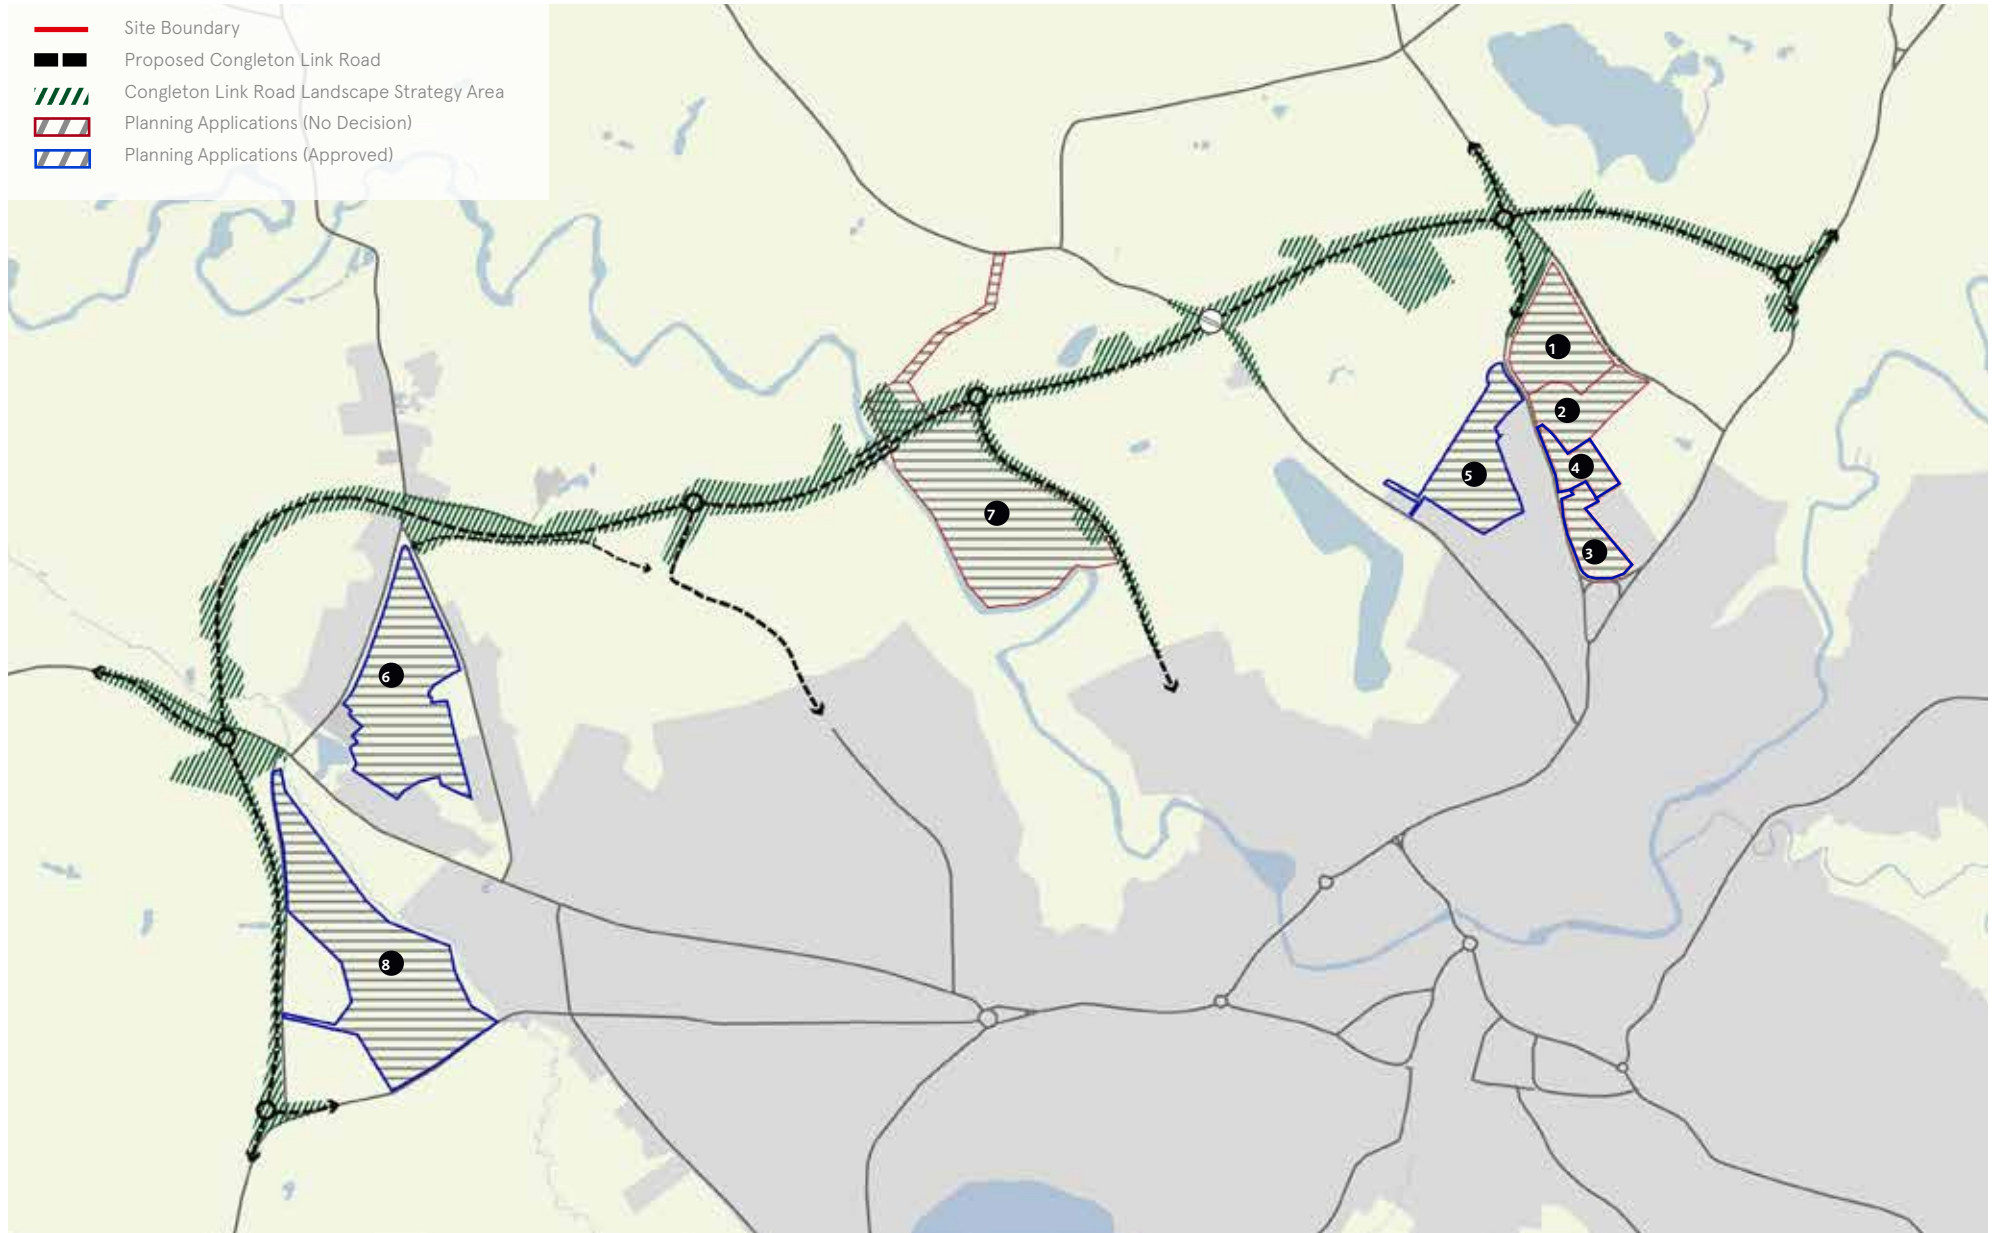 Site Boundary
Proposed Congleton Link Road
Congleton Link Road Landscape Strategy Area
Planning Applications (No Decision)
Planning Applications (Approved)
1
2
4
5
3
7
6
8